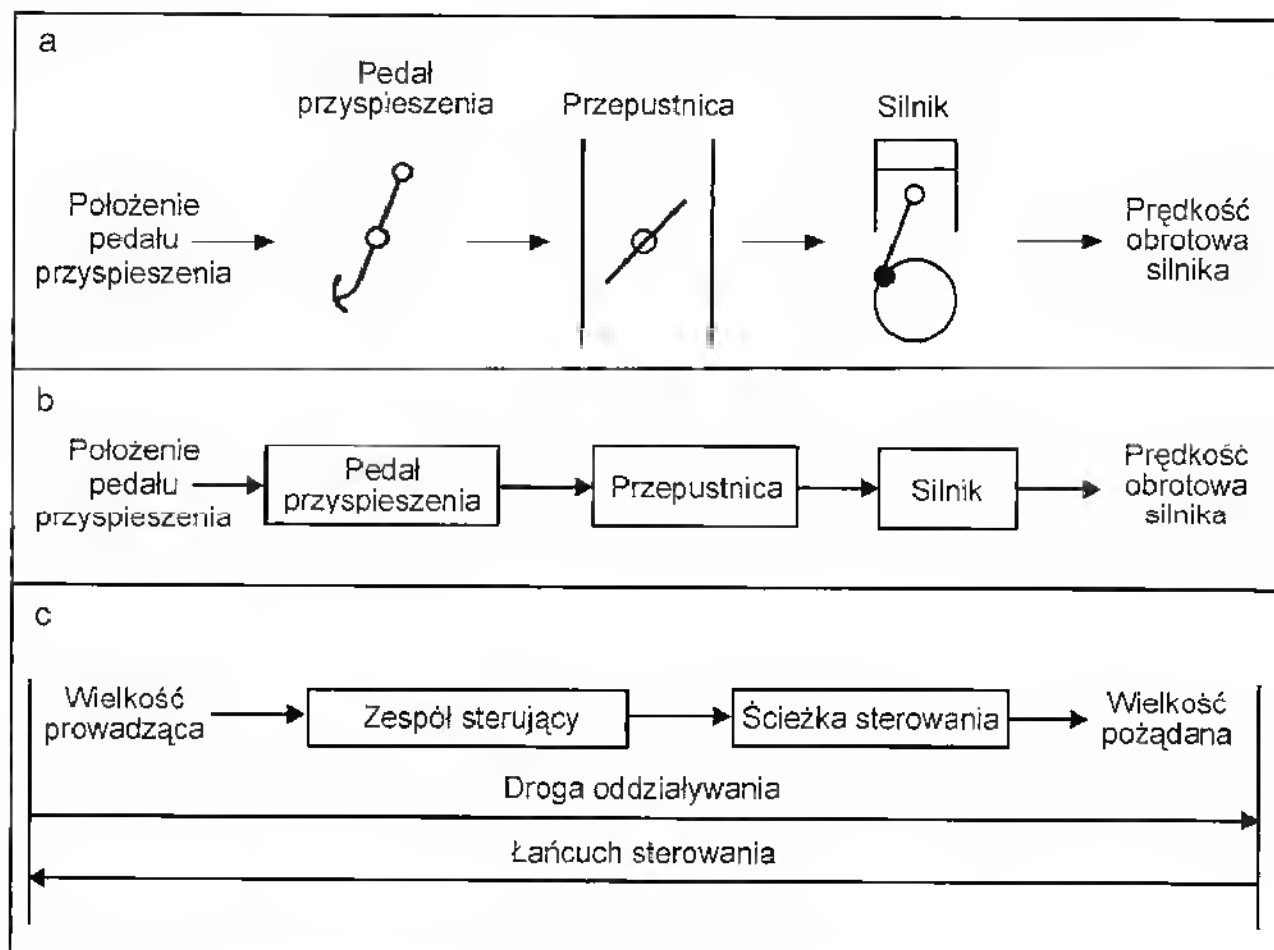 a
Pedał
przyspieszenia
Przepustnica
Silnik
Położenie
pedału
przyspieszenia
Prędkość
obrotowa
silnika
b
Położenie
pedału
przyspieszenia
Pedał
przyspieszenia
Przepustnica
Silnik
Prędkość
obrotowa
silnika
c
Wielkość
prowadząca
Zespół sterujący
Ścieżka sterowania
Wielkość
pożądana
Droga oddziaływania
Łańcuch sterowania